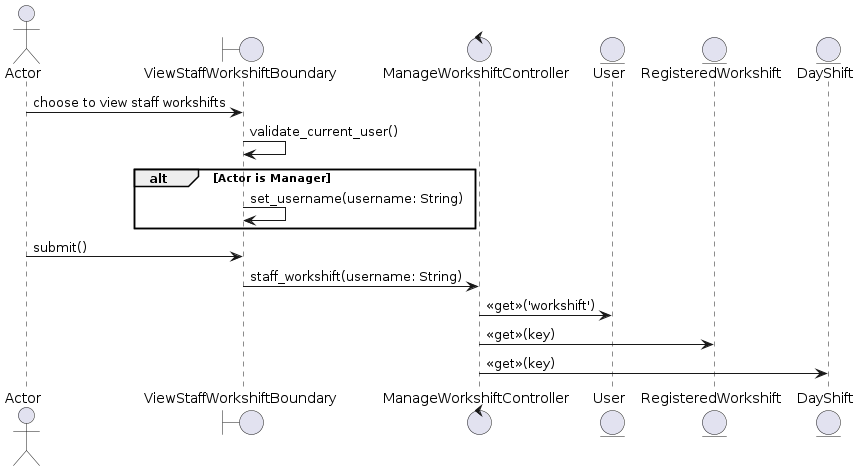 Actor
ViewStaffWorkshiftBoundary
ManageWorkshiftController
User
RegisteredWorkshift
DayShift
choose to view staff workshifts
validate_current_user()
alt [Actor is Manager]
set_username(username: String)
submit()
staff_workshift(username: String)
«get»('workshift')
«get»(key)
«get»(key)
Actor
ViewStaffWorkshiftBoundary
ManageWorkshiftController
User
RegisteredWorkshift
DayShift